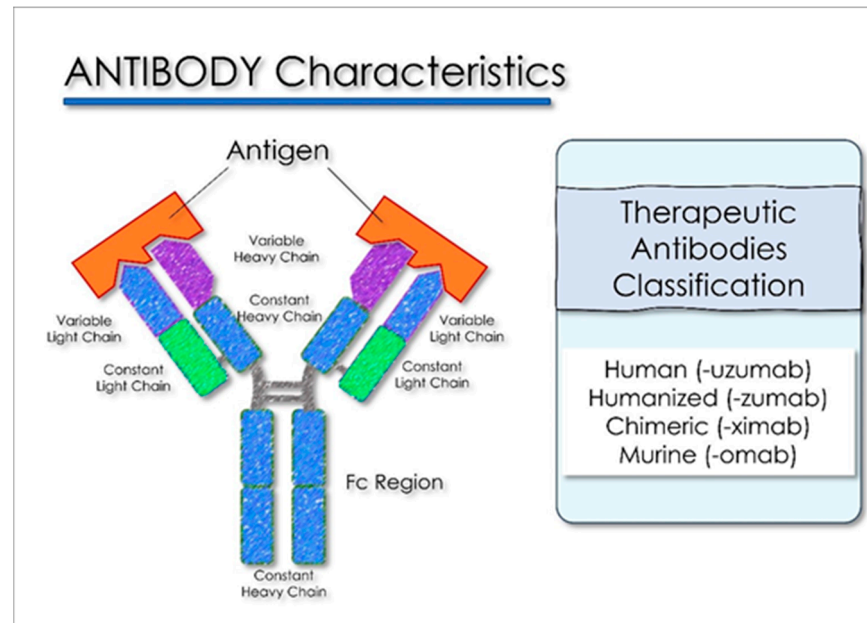 ANTIBODY Characteristics
Antigen
Variable
Heavy Chain
Constant
Heavy Chain
Variable
Light Chain
Constant
Light Chain
Variable
Light Chain
Constant
Light Chain
Fc Region
Constant
Heavy Chain
Therapeutic
Antibodies
Classification
Human (-uzumab)
Humanized (-zumab)
Chimeric (-ximab)
Murine (-omab)